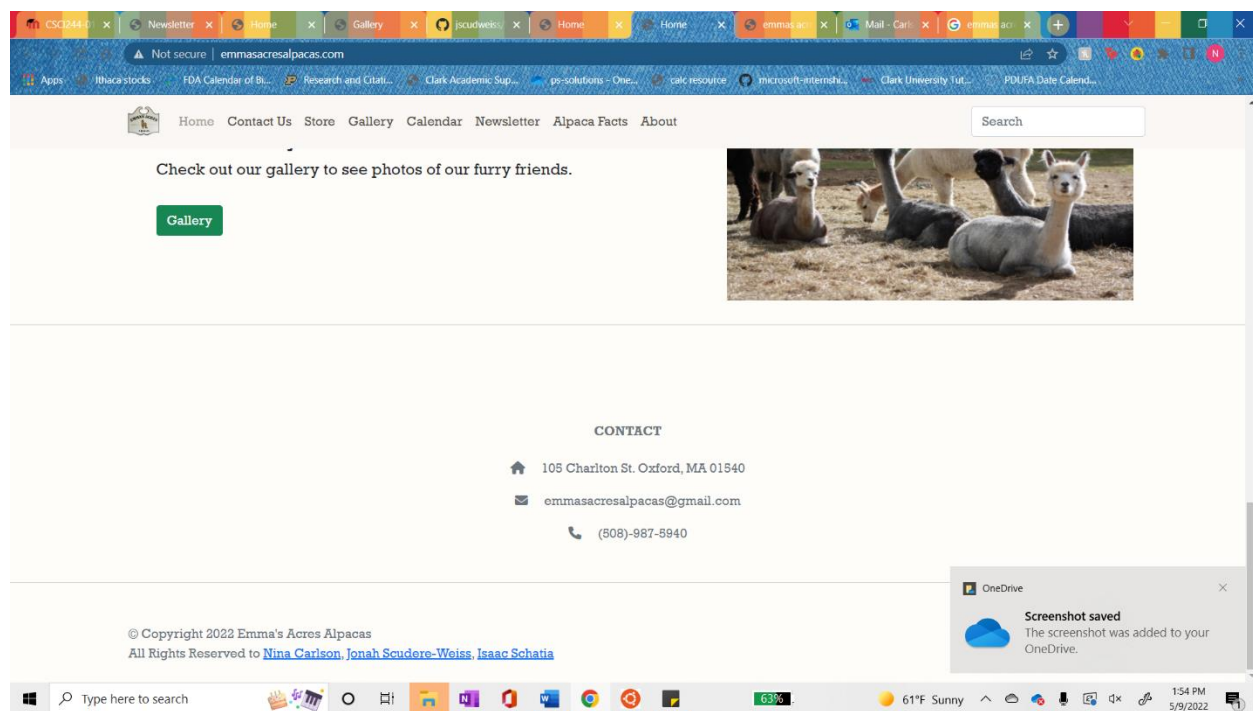 CSCI244-D
Newsletter
Home
Gallery
jscudweiss/
Home
Home
emmas acr
Mail - Carls
emmas acr
Not secure | emmasacresalpacas.com
Apps
Ithaca stocks
FDA Calendar of Bi...
Research and Citati...
Clark Academic Sup...
ps-solutions - One...
calc resource
microsoft-internshi...
Clark University Tut...
PDUFA Date Calend...
Home Contact Us Store Gallery Calendar Newsletter Alpaca Facts About
Search
Check out our gallery to see photos of our furry friends.
Gallery
CONTACT
105 Charlton St. Oxford, MA 01540
emmasacresalpacas@gmail.com
(508)-987-5940
© Copyright 2022 Emma's Acres Alpacas
All Rights Reserved to Nina Carlson, Jonah Scudere-Weiss, Isaac Schatia
OneDrive
Screenshot saved
The screenshot was added to your
OneDrive.
Type here to search
63%
61°F Sunny
1:54 PM
5/9/2022